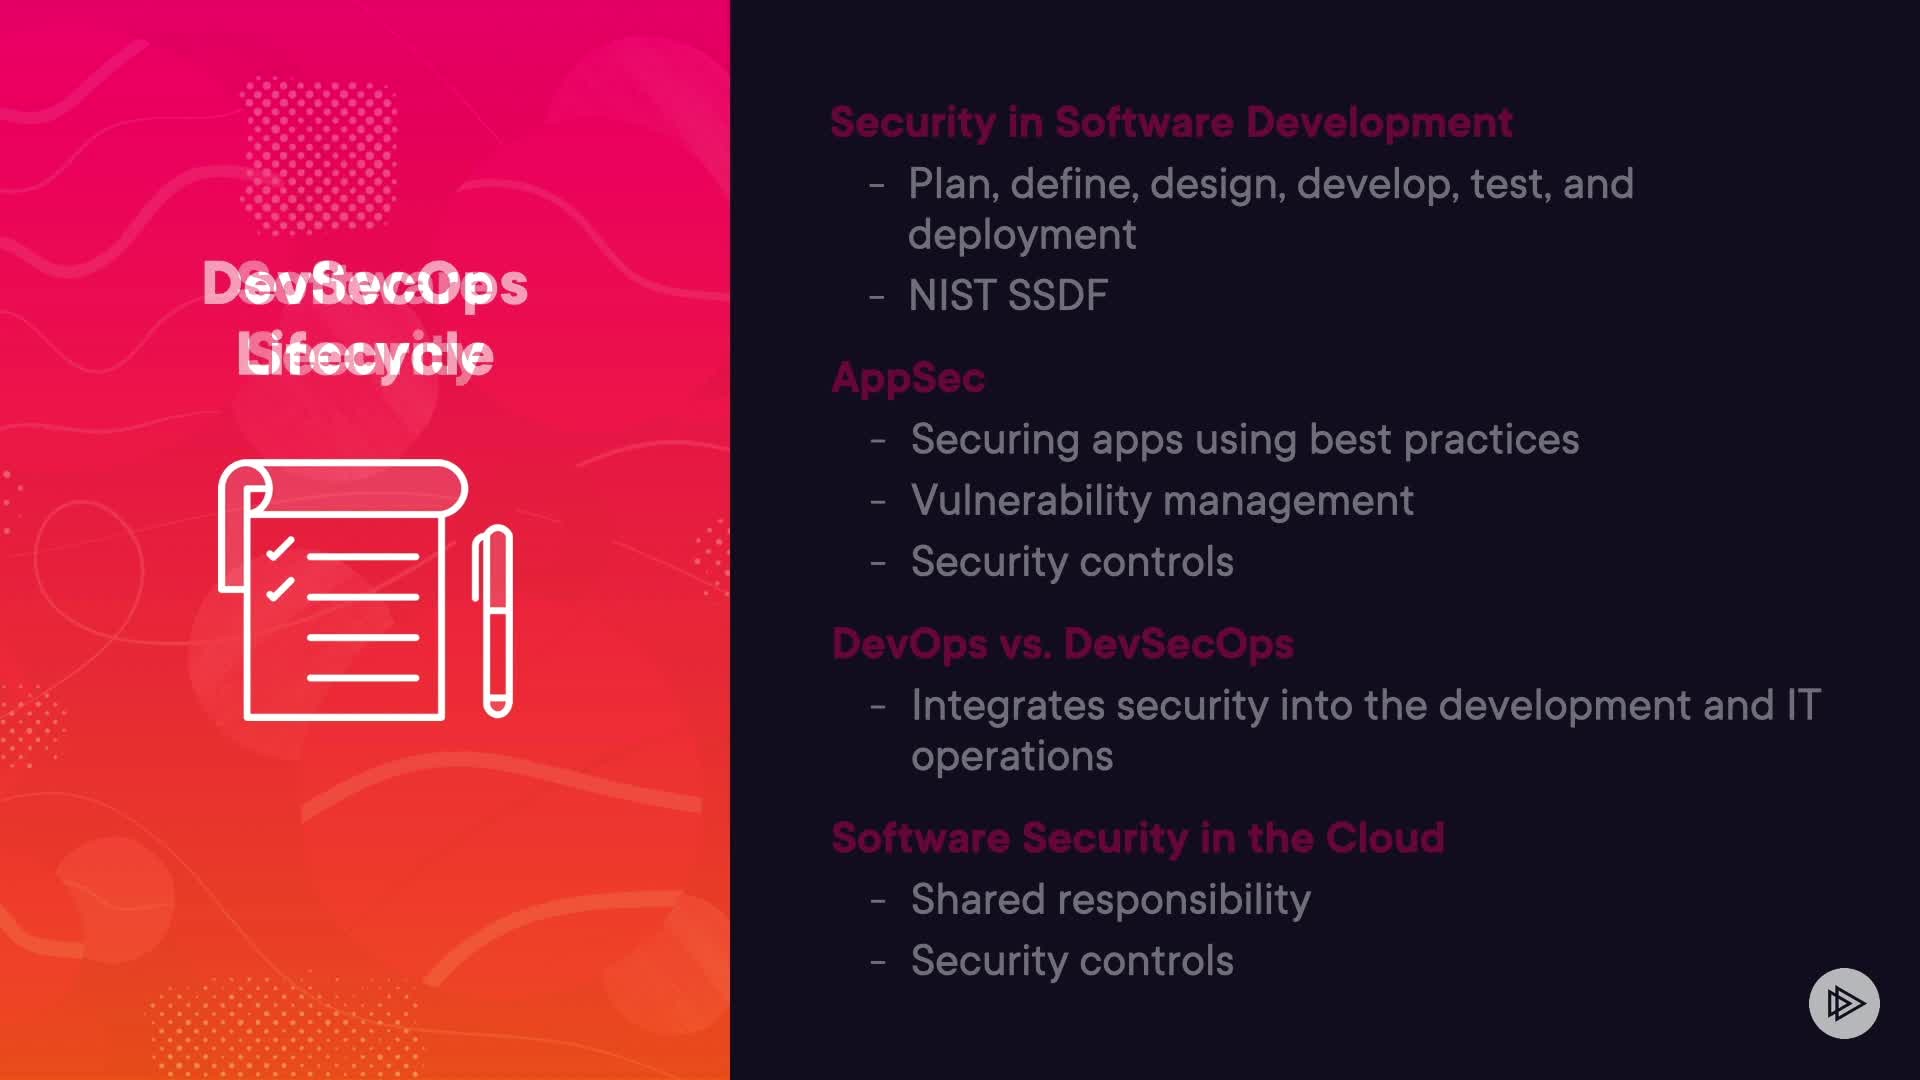 DevSecOps
Lifecycle
Software
Security
Security in Software Development
- Plan, define, design, develop, test, and
deployment
- NIST SSDF
AppSec
- Securing apps using best practices
- Vulnerability management
- Security controls
DevOps vs. DevSecOps
- Integrates security into the development and IT
operations
Software Security in the Cloud
- Shared responsibility
- Security controls